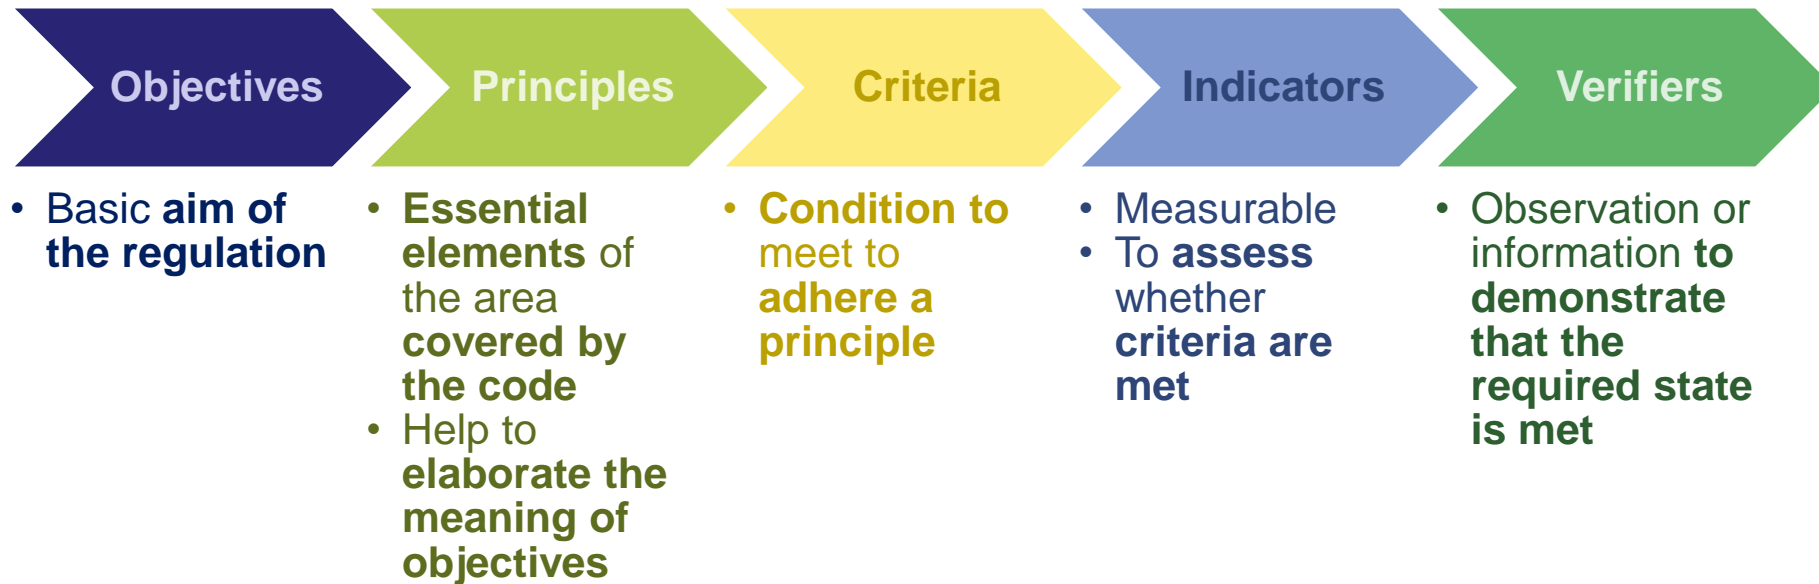 Objectives
Principles
Criteria
Indicators
Verifiers
• Basic aim of
the regulation
• Essential
elements of
the area
covered by
the code
• Help to
elaborate the
meaning of
objectives
• Condition to
meet to
adhere a
principle
• Measurable
• To assess
whether
criteria are
met
• Observation or
information to
demonstrate
that the
required state
is met